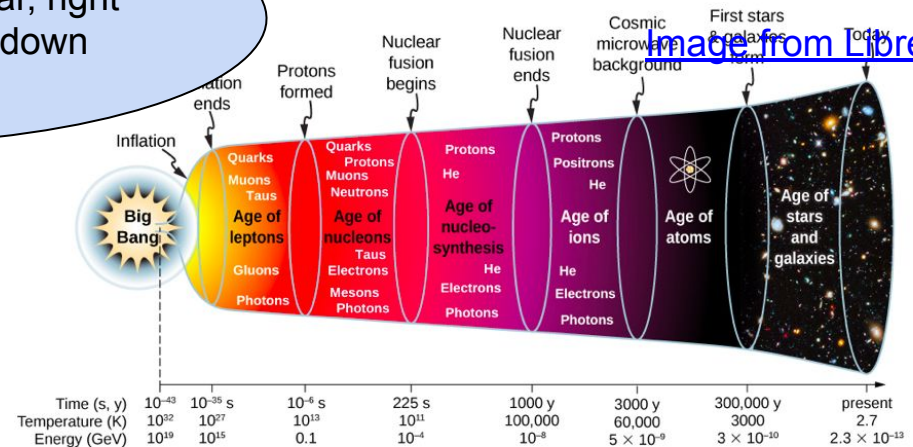 down
Image from Libre
Inflation
ends
Protons
formed
Nuclear
fusion
begins
Nuclear
fusion
ends
Cosmic
microwave
background
First stars
& galaxies
form
Today
Inflation
Big
Bang
Quarks
Muons
Taus
Age of
leptons
Gluons
Photons
Quarks
Protons
Muons
Neutrons
Age of
nucleons
Taus
Electrons
Mesons
Photons
Protons
He
Age of
nucleo-
synthesis
He
Electrons
Photons
Protons
Positrons
He
Age of
ions
He
Electrons
Photons
Age of
atoms
Age of
stars
and
galaxies
Time (s, y) 10⁻⁴³ 10⁻³⁵ s 10⁻⁶ s 225 s 1000 y 3000 y 300,000 y present
Temperature (K) 10³² 10²⁷ 10¹³ 10¹¹ 100,000 60,000 3000 2.7
Energy (GeV) 10¹⁹ 10¹⁵ 0.1 10⁻⁴ 10⁻⁸ 5 × 10⁻⁹ 3 × 10⁻¹⁰ 2.3 × 10⁻¹³